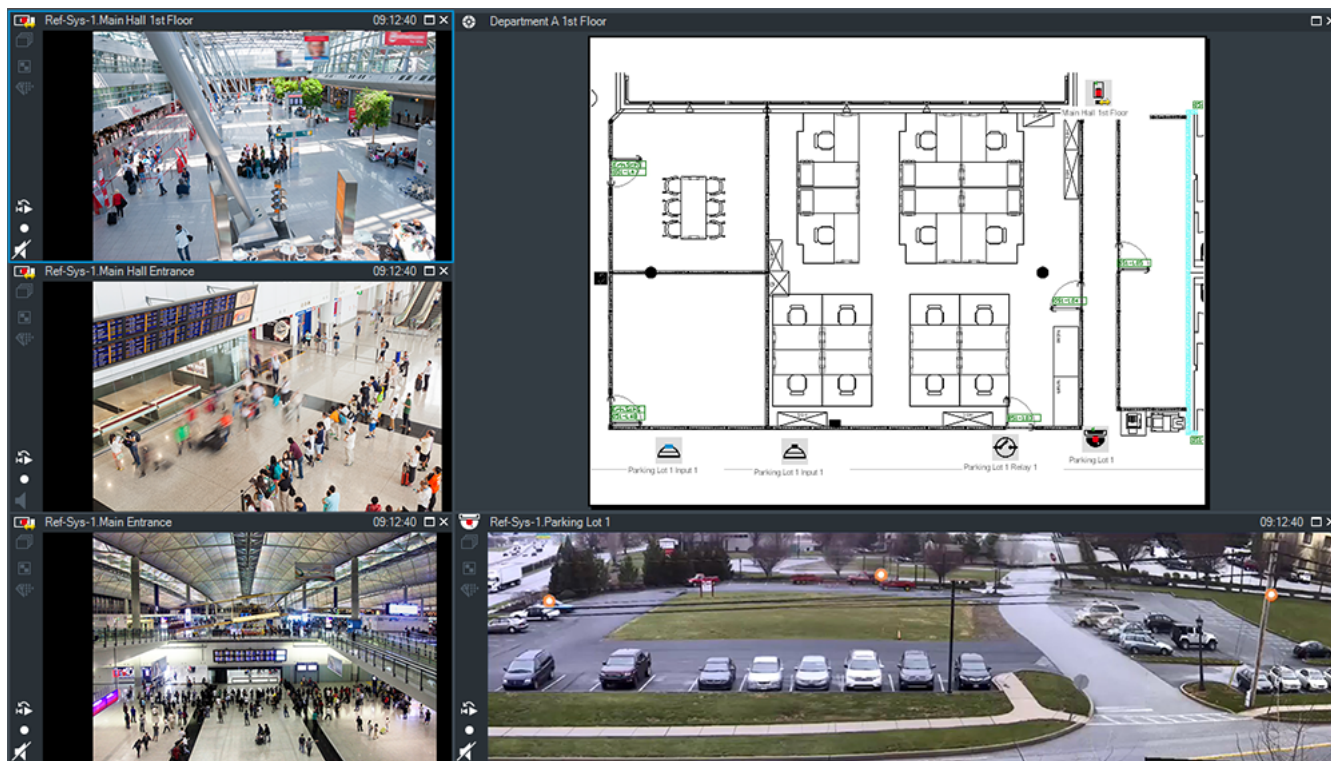 Ref-Sys-1.Main Hall 1st Floor 09:12:40
Department A 1st Floor
Main Hall 1st Floor
Ref-Sys-1.Main Hall Entrance 09:12:40
Parking Lot 1 Input 1
Parking Lot 1 Input 1
Parking Lot 1 Relay 1
Parking Lot 1
Ref-Sys-1.Main Entrance 09:12:40
Ref-Sys-1.Parking Lot 1 09:12:40